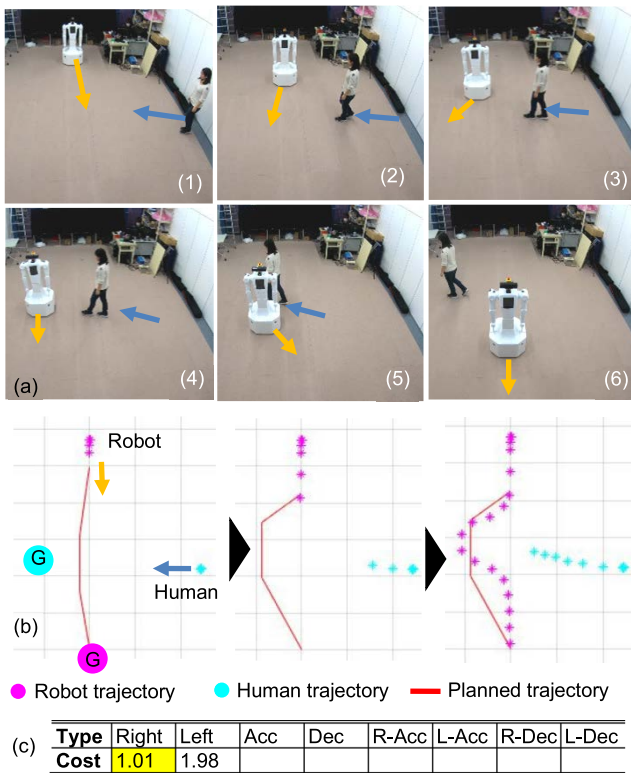 (1) (2) (3)
(a) (4) (5) (6)
Robot
G
Human
(b)
G
Robot trajectory Human trajectory Planned trajectory
(c) Type Right Left Acc Dec R-Acc L-Acc R-Dec L-Dec
Cost 1.01 1.98